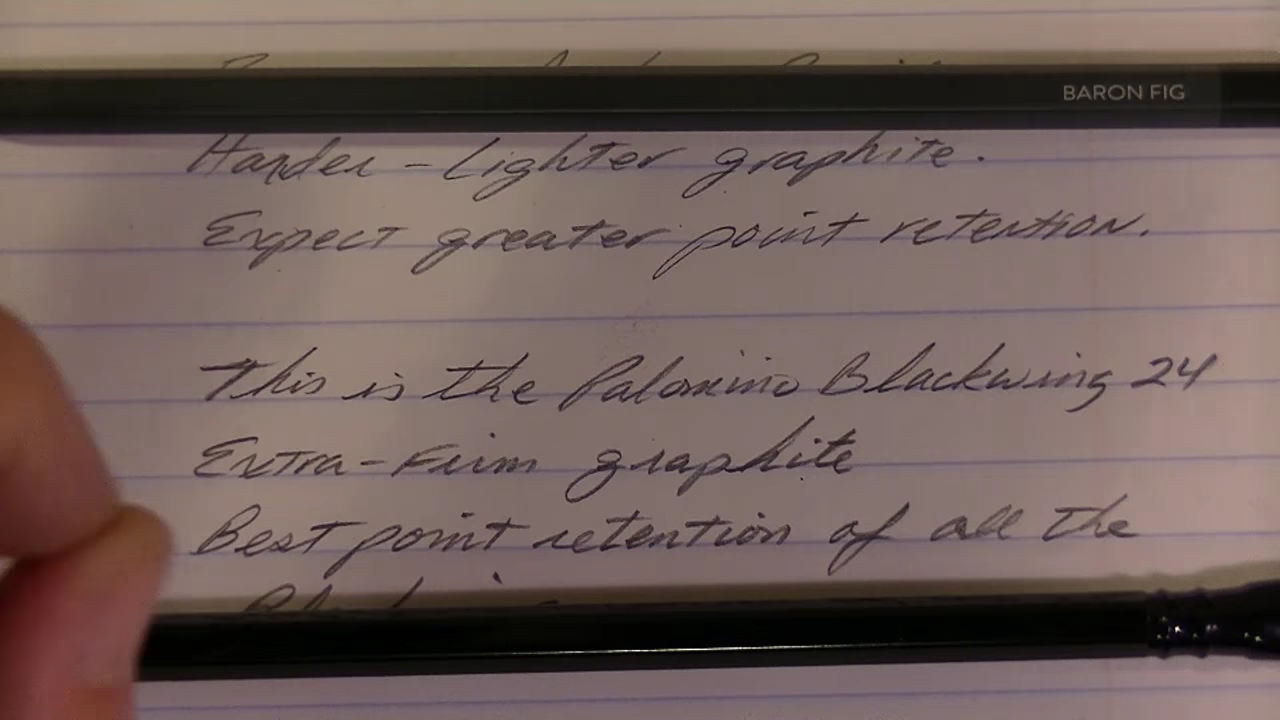 BARON FIG
Harder - Lighter graphite.
Expect greater point retention.
This is the Palomino Blackwing 24
Extra-Firm graphite
Best point retention of all the